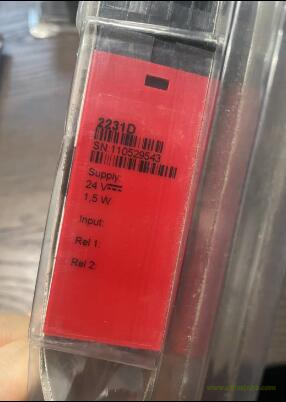 2231D
SN 110529543
Supply:
24 V⎓
1,5 W
Input:
Rel 1:
Rel 2: